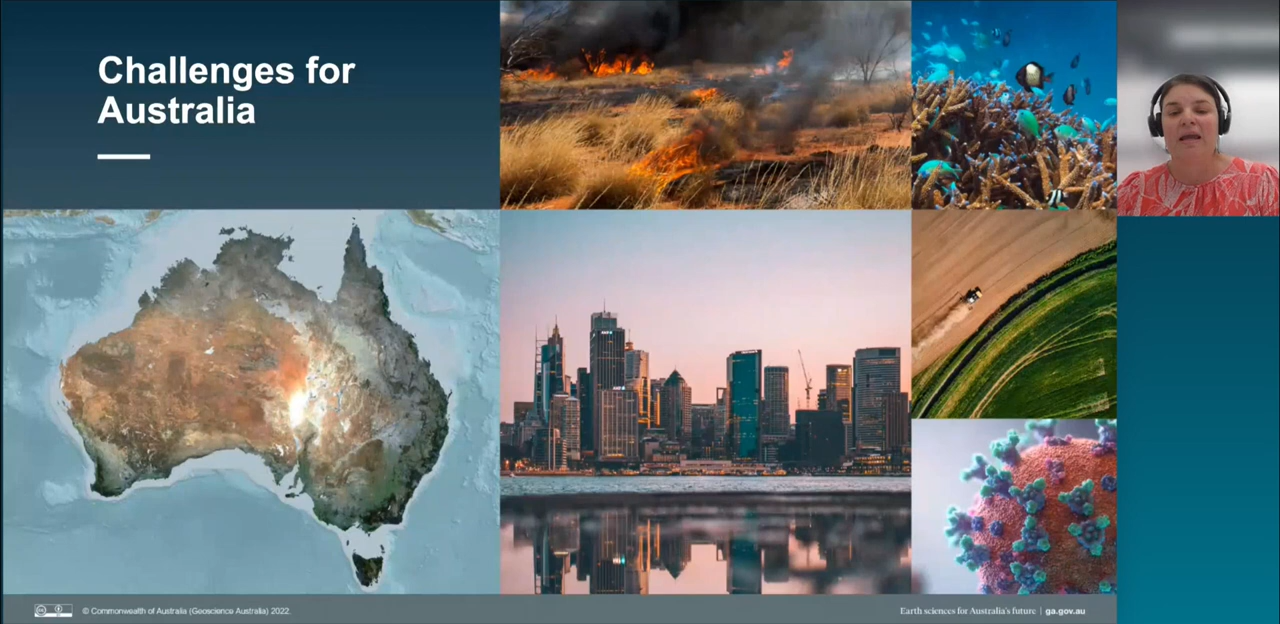 Challenges for
Australia
© Commonwealth of Australia (Geoscience Australia) 2022.
Earth sciences for Australia's future | ga.gov.au